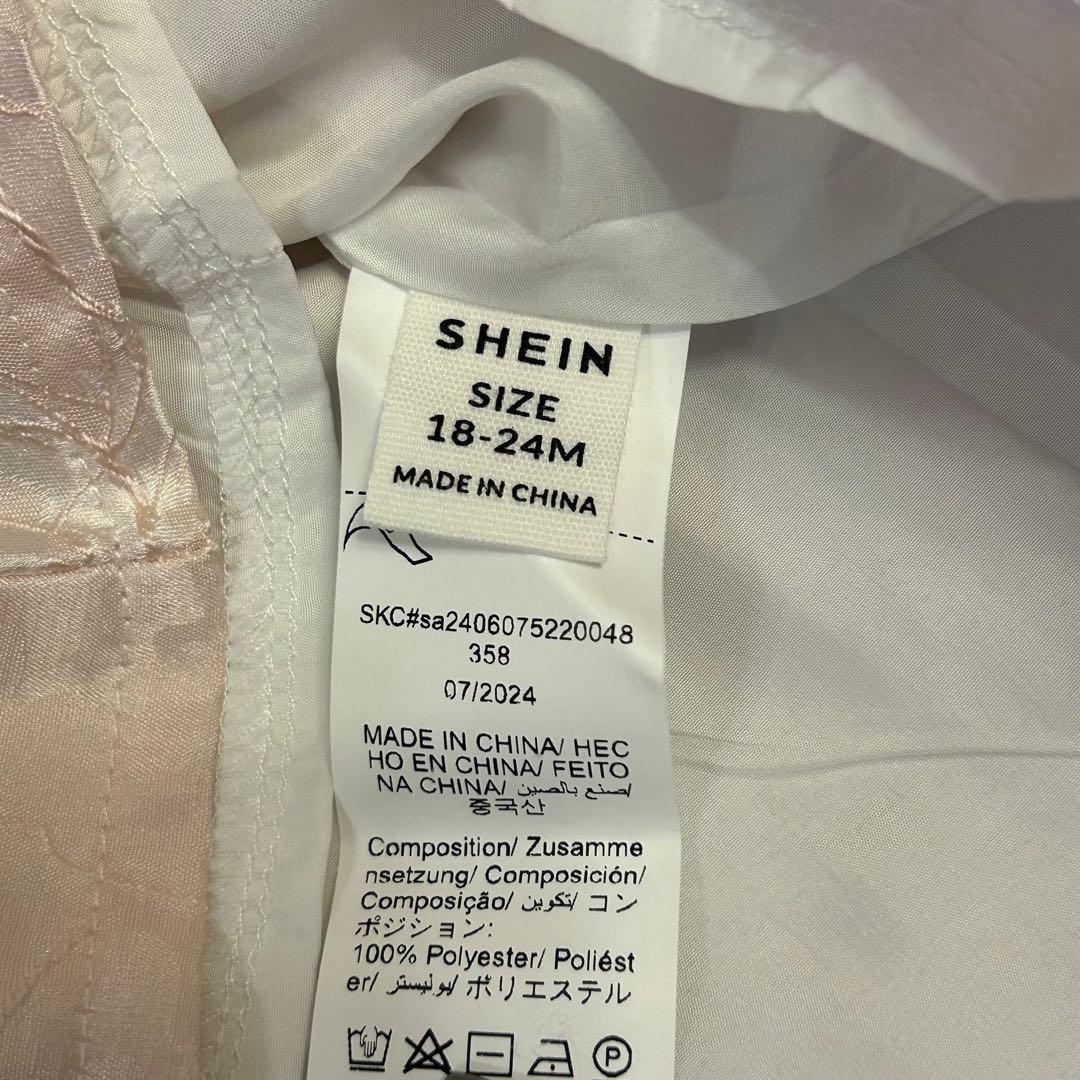 SHEIN
SIZE
18-24M
MADE IN CHINA
SKC#sa2406075220048
358
07/2024
MADE IN CHINA/ HEC
HO EN CHINA/ FEITO
NA CHINA/ صنع بالصين/
중국산
Composition/ Zusamme
nsetzung/ Composición/
Composição/ تكوين/ コン
ポジション:
100% Polyester/ Poliést
er/ بوليستر/ ポリエステル
P